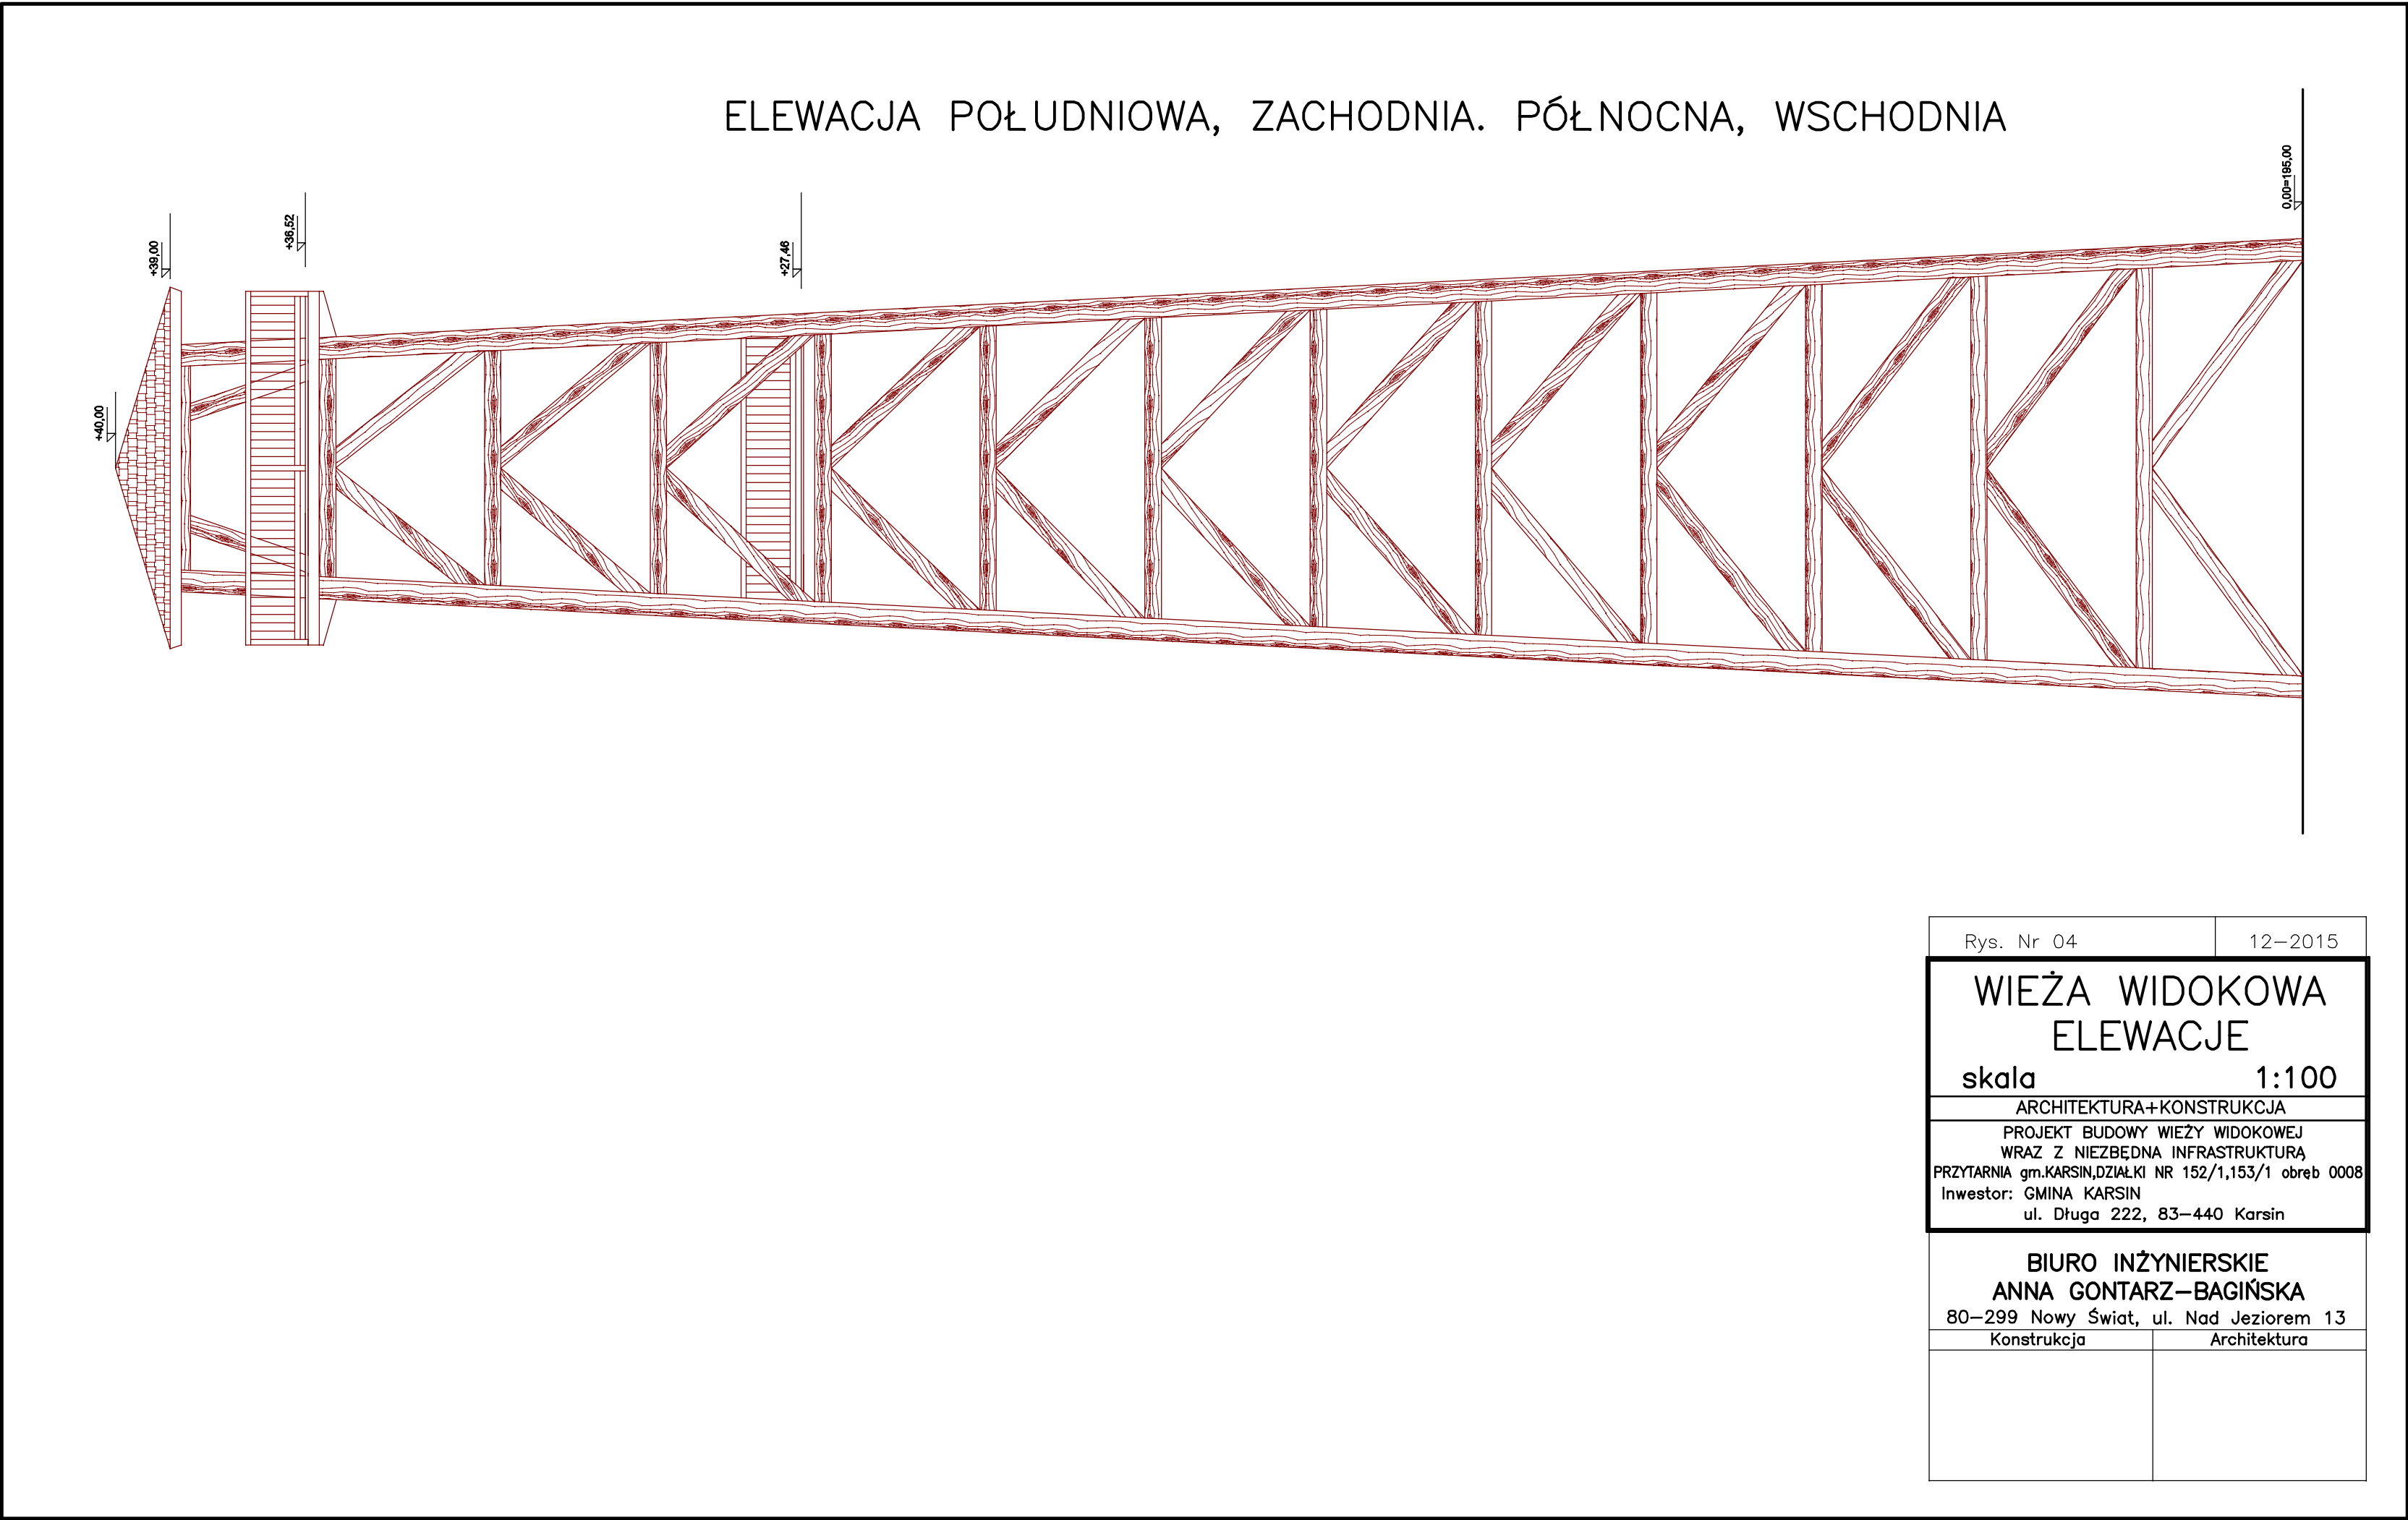 ELEWACJA POŁUDNIOWA, ZACHODNIA. PÓŁNOCNA, WSCHODNIA
0,00=195,00
+36,52
+39,00
+27,46
+40,00
Rys. Nr 04 12-2015
WIEŻA WIDOKOWA
ELEWACJE
skala 1:100
ARCHITEKTURA+KONSTRUKCJA
PROJEKT BUDOWY WIEŻY WIDOKOWEJ
WRAZ Z NIEZBĘDNA INFRASTRUKTURĄ
PRZYTARNIA gm.KARSIN,DZIAŁKI NR 152/1,153/1 obręb 0008
Inwestor: GMINA KARSIN
ul. Długa 222, 83-440 Karsin
BIURO INŻYNIERSKIE
ANNA GONTARZ-BAGIŃSKA
80-299 Nowy Świat, ul. Nad Jeziorem 13
Konstrukcja Architektura